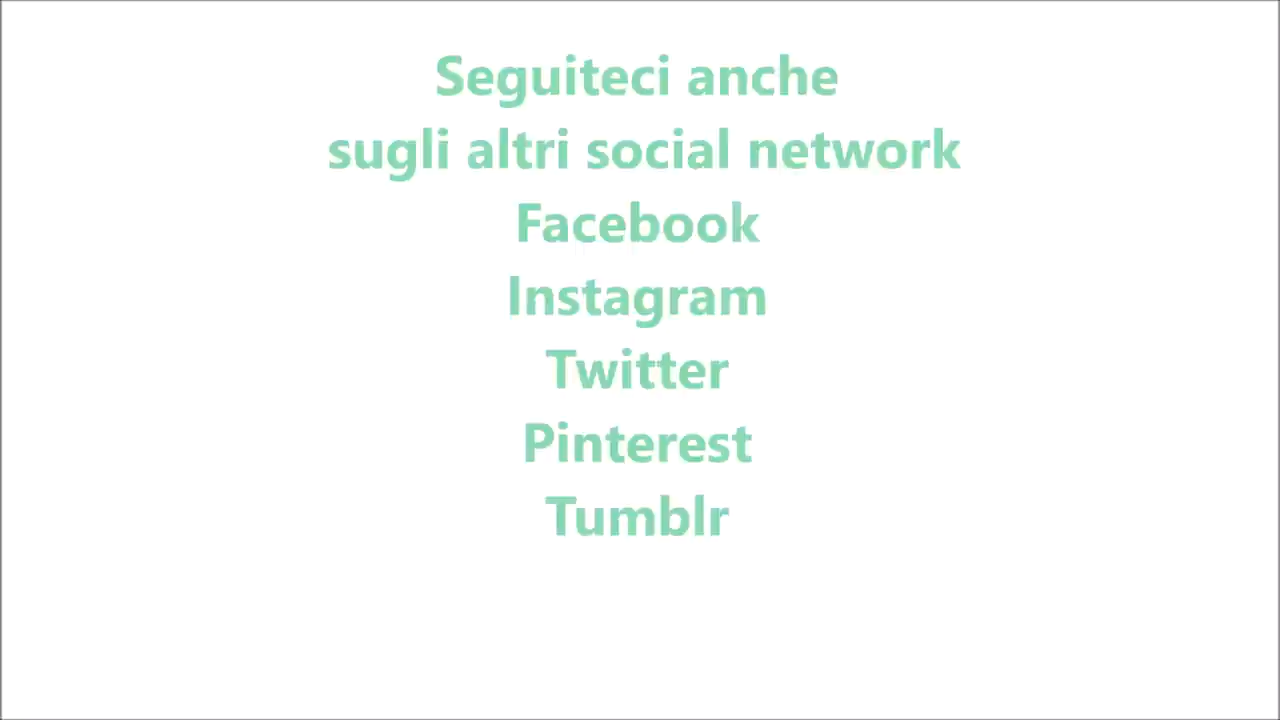 Seguiteci anche
sugli altri social network
Facebook
Instagram
Twitter
Pinterest
Tumblr